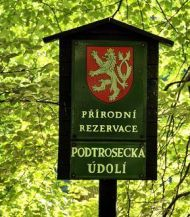 PŘÍRODNÍ
REZERVACE
PODTROSECKÁ
ÚDOLÍ